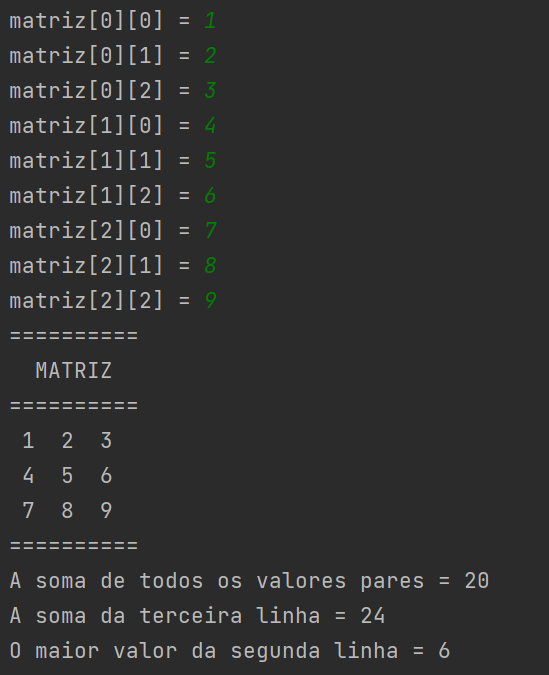 matriz[0][0] = 1
matriz[0][1] = 2
matriz[0][2] = 3
matriz[1][0] = 4
matriz[1][1] = 5
matriz[1][2] = 6
matriz[2][0] = 7
matriz[2][1] = 8
matriz[2][2] = 9
==========
  MATRIZ
==========
 1  2  3
 4  5  6
 7  8  9
==========
A soma de todos os valores pares = 20
A soma da terceira linha = 24
O maior valor da segunda linha = 6